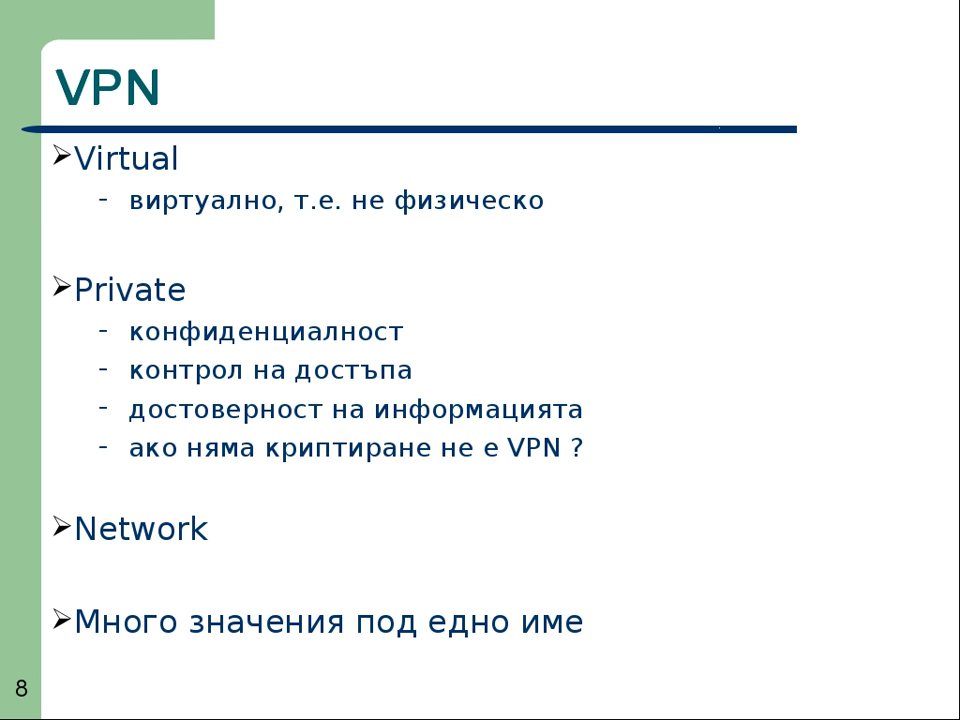 VPN
Virtual
- виртуално, т.е. не физическо
Private
- конфиденциалност
- контрол на достъпа
- достоверност на информацията
- ако няма криптиране не е VPN ?
Network
Много значения под едно име
8